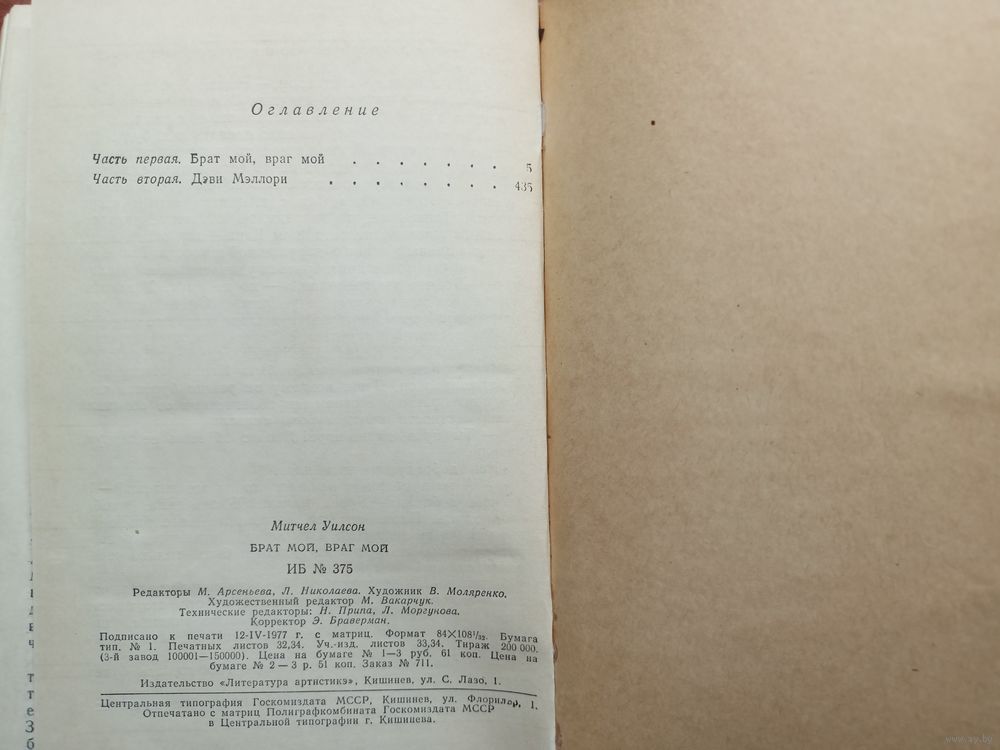 Оглавление
Часть первая. Брат мой, враг мой . . . . . . . 5
Часть вторая. Дэви Мэллори . . . . . . . . 435
Митчел Уилсон
БРАТ МОЙ, ВРАГ МОЙ
ИБ № 375
Редакторы М. Арсеньева, Л. Николаева. Художник В. Моляренко.
Художественный редактор М. Вакарчук.
Технические редакторы: Н. Припа, Л. Моргунова.
Корректор Э. Браверман.
Подписано к печати 12-IV-1977 г. с матриц. Формат 84X108¹/₃₂. Бумага
тип. № 1. Печатных листов 32,34. Уч.-изд. листов 33,34. Тираж 200 000.
(3-й завод 100001—150000). Цена на бумаге № 1—3 руб. 61 коп. Цена на
бумаге № 2 — 3 р. 51 коп. Заказ № 711.
Издательство «Литература артистикэ», Кишинев, ул. С. Лазо, 1.
Центральная типография Госкомиздата МССР, Кишинев, ул. Флорилор, 1.
Отпечатано с матриц Полиграфкомбината Госкомиздата МССР
в Центральной типографии г. Кишинева.
www.ay.by